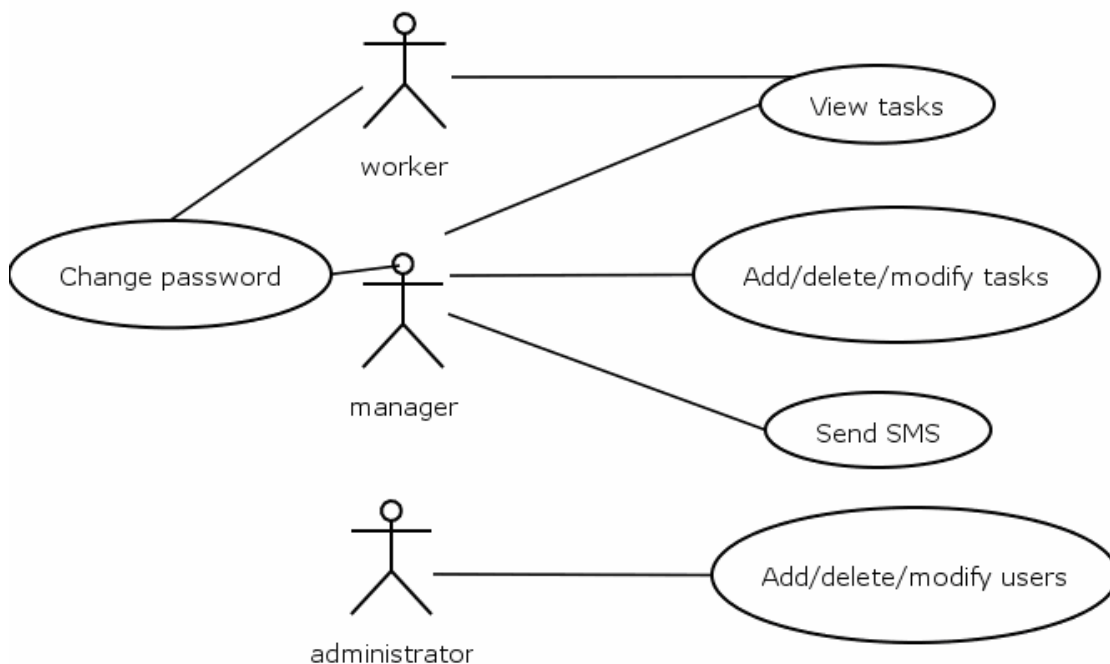 View tasks
worker
Change password
Add/delete/modify tasks
manager
Send SMS
Add/delete/modify users
administrator